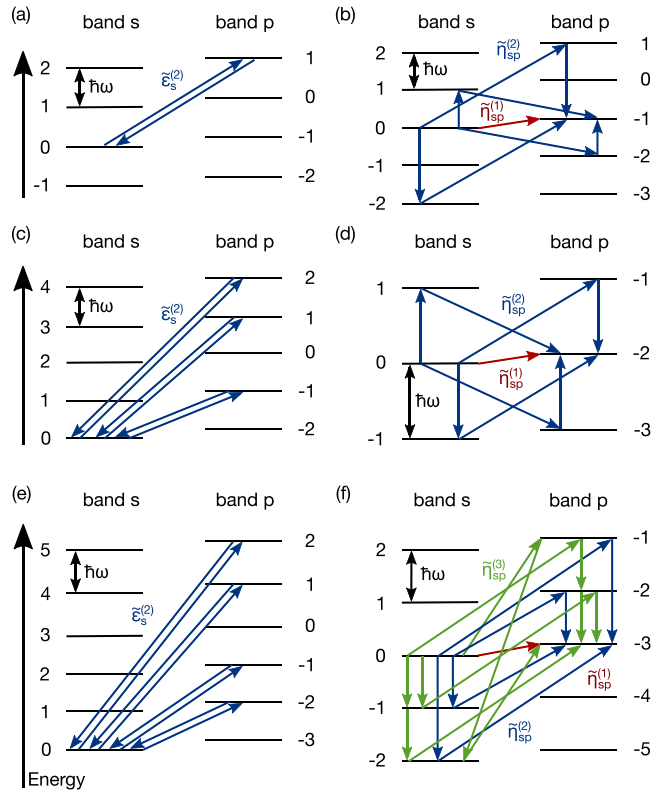 (a)
band s
band p
2
1
0
-1
ħω
ε̃ₛ⁽²⁾
1
0
-1
-2
(b)
band s
band p
2
1
0
-1
-2
ħω
η̃ₛₚ⁽²⁾
η̃ₛₚ⁽¹⁾
1
0
-1
-2
-3
(c)
band s
band p
4
3
2
1
0
ħω
ε̃ₛ⁽²⁾
2
1
0
-1
-2
(d)
band s
band p
1
0
-1
ħω
η̃ₛₚ⁽²⁾
η̃ₛₚ⁽¹⁾
-1
-2
-3
(e)
band s
band p
5
4
3
2
1
0
ħω
ε̃ₛ⁽²⁾
2
1
0
-1
-2
-3
Energy
(f)
band s
band p
2
1
0
-1
-2
ħω
η̃ₛₚ⁽³⁾
η̃ₛₚ⁽¹⁾
η̃ₛₚ⁽²⁾
-1
-2
-3
-4
-5